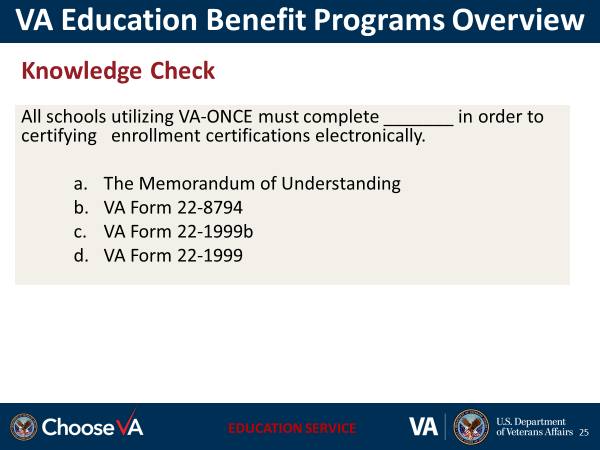 VA Education Benefit Programs Overview
Knowledge Check
All schools utilizing VA-ONCE must complete _______ in order to
certifying enrollment certifications electronically.
a. The Memorandum of Understanding
b. VA Form 22-8794
c. VA Form 22-1999b
d. VA Form 22-1999
ChooseVA
EDUCATION SERVICE
VA
U.S. Department
of Veterans Affairs
25